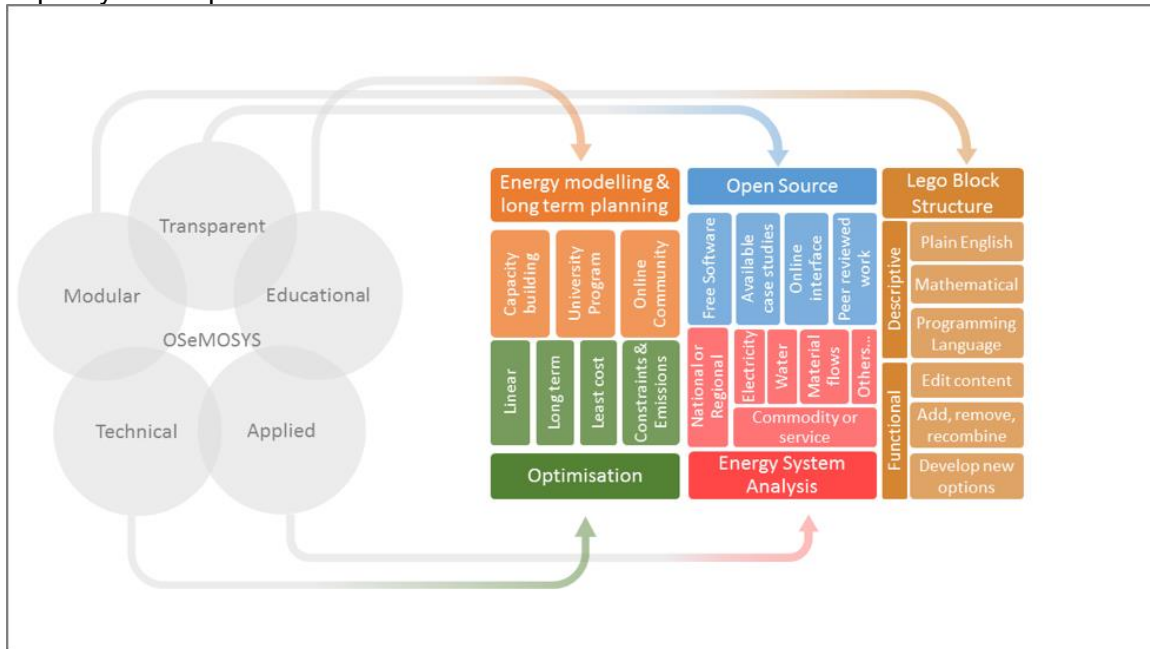 Transparent
Modular
Educational
OSeMOSYS
Technical
Applied
Energy modelling &
long term planning
Capacity
building
University
Program
Online
Community
Linear
Long term
Least cost
Constraints &
Emissions
Optimisation
Open Source
Free Software
Available
case studies
Online
interface
Peer reviewed
work
National or
Regional
Electricity
Water
Material
flows
Others...
Commodity or
service
Energy System
Analysis
Lego Block
Structure
Descriptive
Plain English
Mathematical
Programming
Language
Functional
Edit content
Add, remove,
recombine
Develop new
options